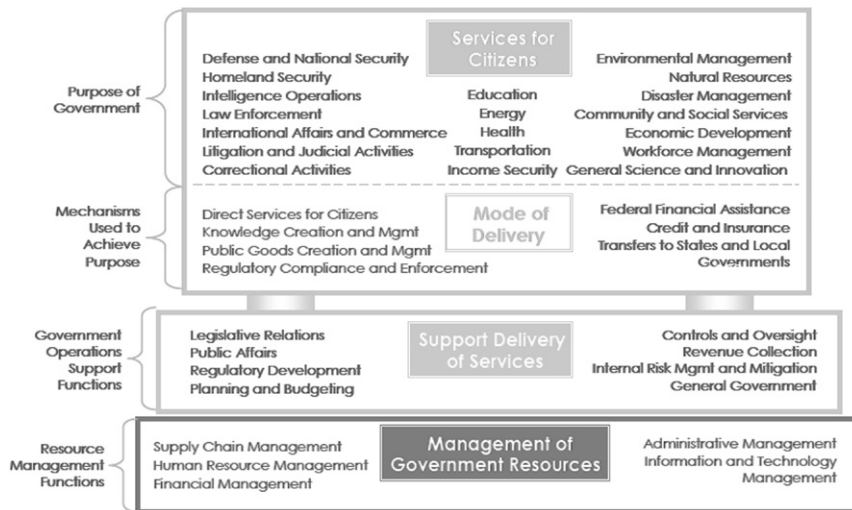 Purpose of
Government
Services for
Citizens
Defense and National Security
Homeland Security
Intelligence Operations
Law Enforcement
International Affairs and Commerce
Litigation and Judicial Activities
Correctional Activities
Education
Energy
Health
Transportation
Income Security
Environmental Management
Natural Resources
Disaster Management
Community and Social Services
Economic Development
Workforce Management
General Science and Innovation
Mechanisms
Used to
Achieve
Purpose
Mode of
Delivery
Direct Services for Citizens
Knowledge Creation and Mgmt
Public Goods Creation and Mgmt
Regulatory Compliance and Enforcement
Federal Financial Assistance
Credit and Insurance
Transfers to States and Local
Governments
Government
Operations
Support
Functions
Support Delivery
of Services
Legislative Relations
Public Affairs
Regulatory Development
Planning and Budgeting
Controls and Oversight
Revenue Collection
Internal Risk Mgmt and Mitigation
General Government
Resource
Management
Functions
Management of
Government Resources
Supply Chain Management
Human Resource Management
Financial Management
Administrative Management
Information and Technology
Management